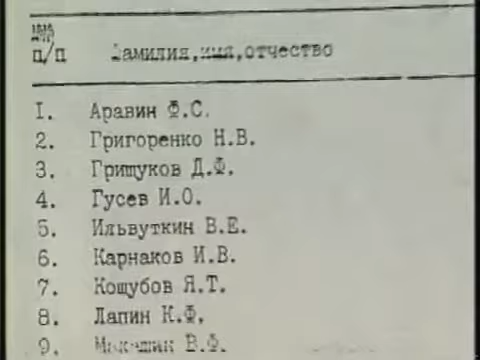 п/п Фамилия, имя, отчество
1. Аравин Ф.С.
2. Григоренко Н.В.
3. Грищуков Д.Ф.
4. Гусев И.О.
5. Ильвуткин В.Е.
6. Карнаков И.В.
7. Кощубов Я.Т.
8. Лапин К.Ф.
9. В.Ф.